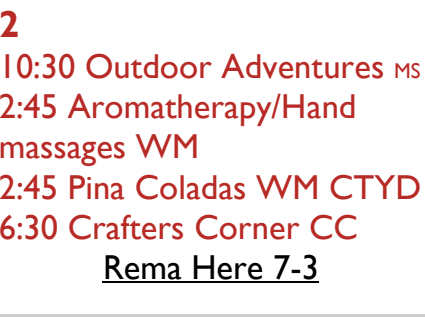 2
10:30 Outdoor Adventures MS
2:45 Aromatherapy/Hand
massages WM
2:45 Pina Coladas WM CTYD
6:30 Crafters Corner CC
Rema Here 7-3